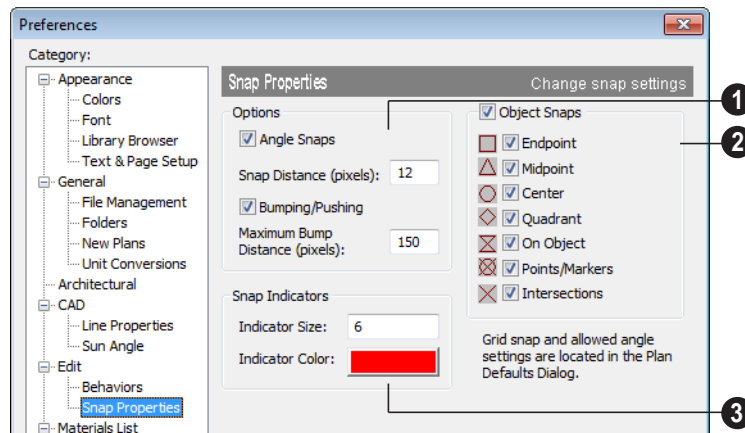 Preferences
Category:
Appearance
Colors
Font
Library Browser
Text & Page Setup
General
File Management
Folders
New Plans
Unit Conversions
Architectural
CAD
Line Properties
Sun Angle
Edit
Behaviors
Snap Properties
Materials List
Snap Properties
Change snap settings
Options
Angle Snaps
Snap Distance (pixels): 12
Bumping/Pushing
Maximum Bump
Distance (pixels): 150
Snap Indicators
Indicator Size: 6
Indicator Color:
Object Snaps
Endpoint
Midpoint
Center
Quadrant
On Object
Points/Markers
Intersections
Grid snap and allowed angle
settings are located in the Plan
Defaults Dialog.
1
2
3